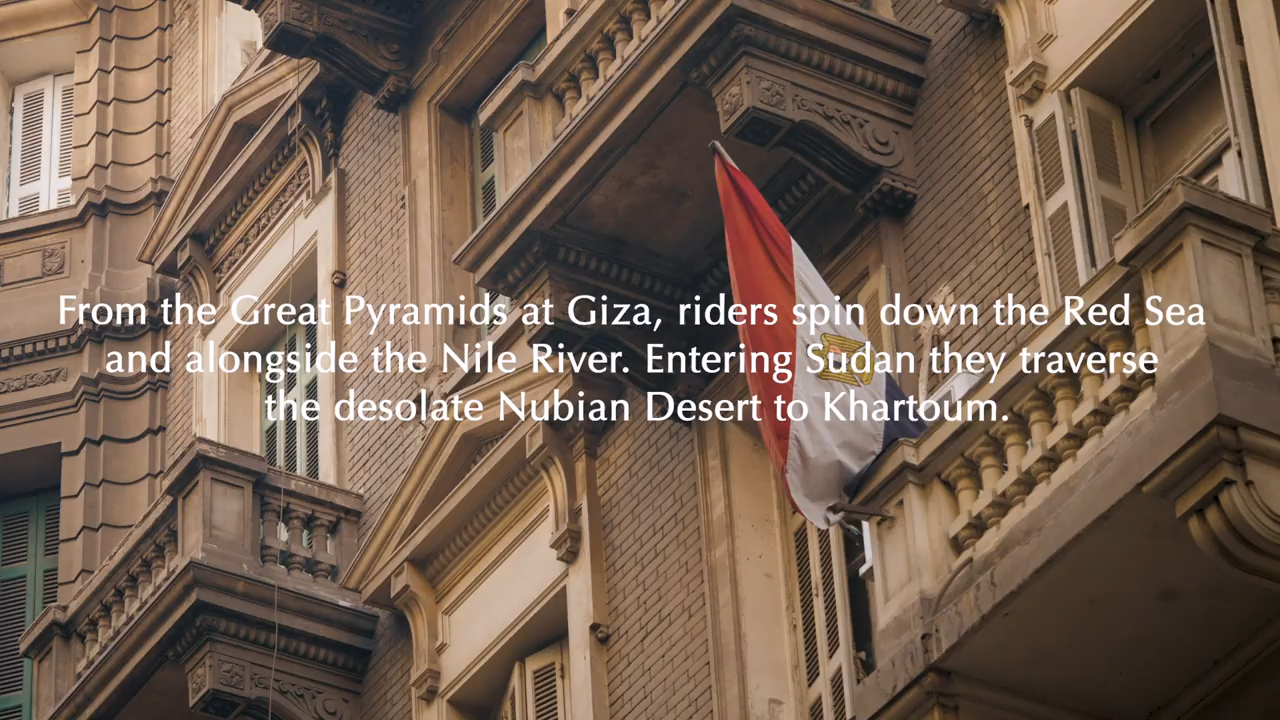 From the Great Pyramids at Giza, riders spin down the Red Sea
and alongside the Nile River. Entering Sudan they traverse
the desolate Nubian Desert to Khartoum.